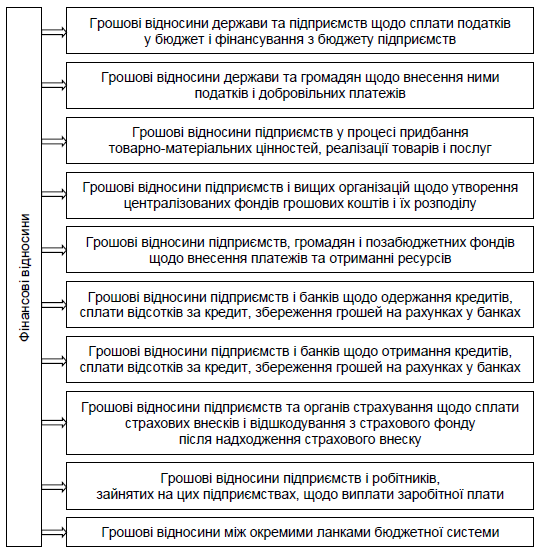 Фінансові відносини
Грошові відносини держави та підприємств щодо сплати податків
у бюджет і фінансування з бюджету підприємств
Грошові відносини держави та громадян щодо внесення ними
податків і добровільних платежів
Грошові відносини підприємств у процесі придбання
товарно-матеріальних цінностей, реалізації товарів і послуг
Грошові відносини підприємств і вищих організацій щодо утворення
централізованих фондів грошових коштів і їх розподілу
Грошові відносини підприємств, громадян і позабюджетних фондів
щодо внесення платежів та отриманні ресурсів
Грошові відносини підприємств і банків щодо одержання кредитів,
сплати відсотків за кредит, збереження грошей на рахунках у банках
Грошові відносини підприємств і банків щодо отримання кредитів,
сплати відсотків за кредит, збереження грошей на рахунках у банках
Грошові відносини підприємств та органів страхування щодо сплати
страхових внесків і відшкодування з страхового фонду
після надходження страхового внеску
Грошові відносини підприємств і робітників,
зайнятих на цих підприємствах, щодо виплати заробітної плати
Грошові відносини між окремими ланками бюджетної системи